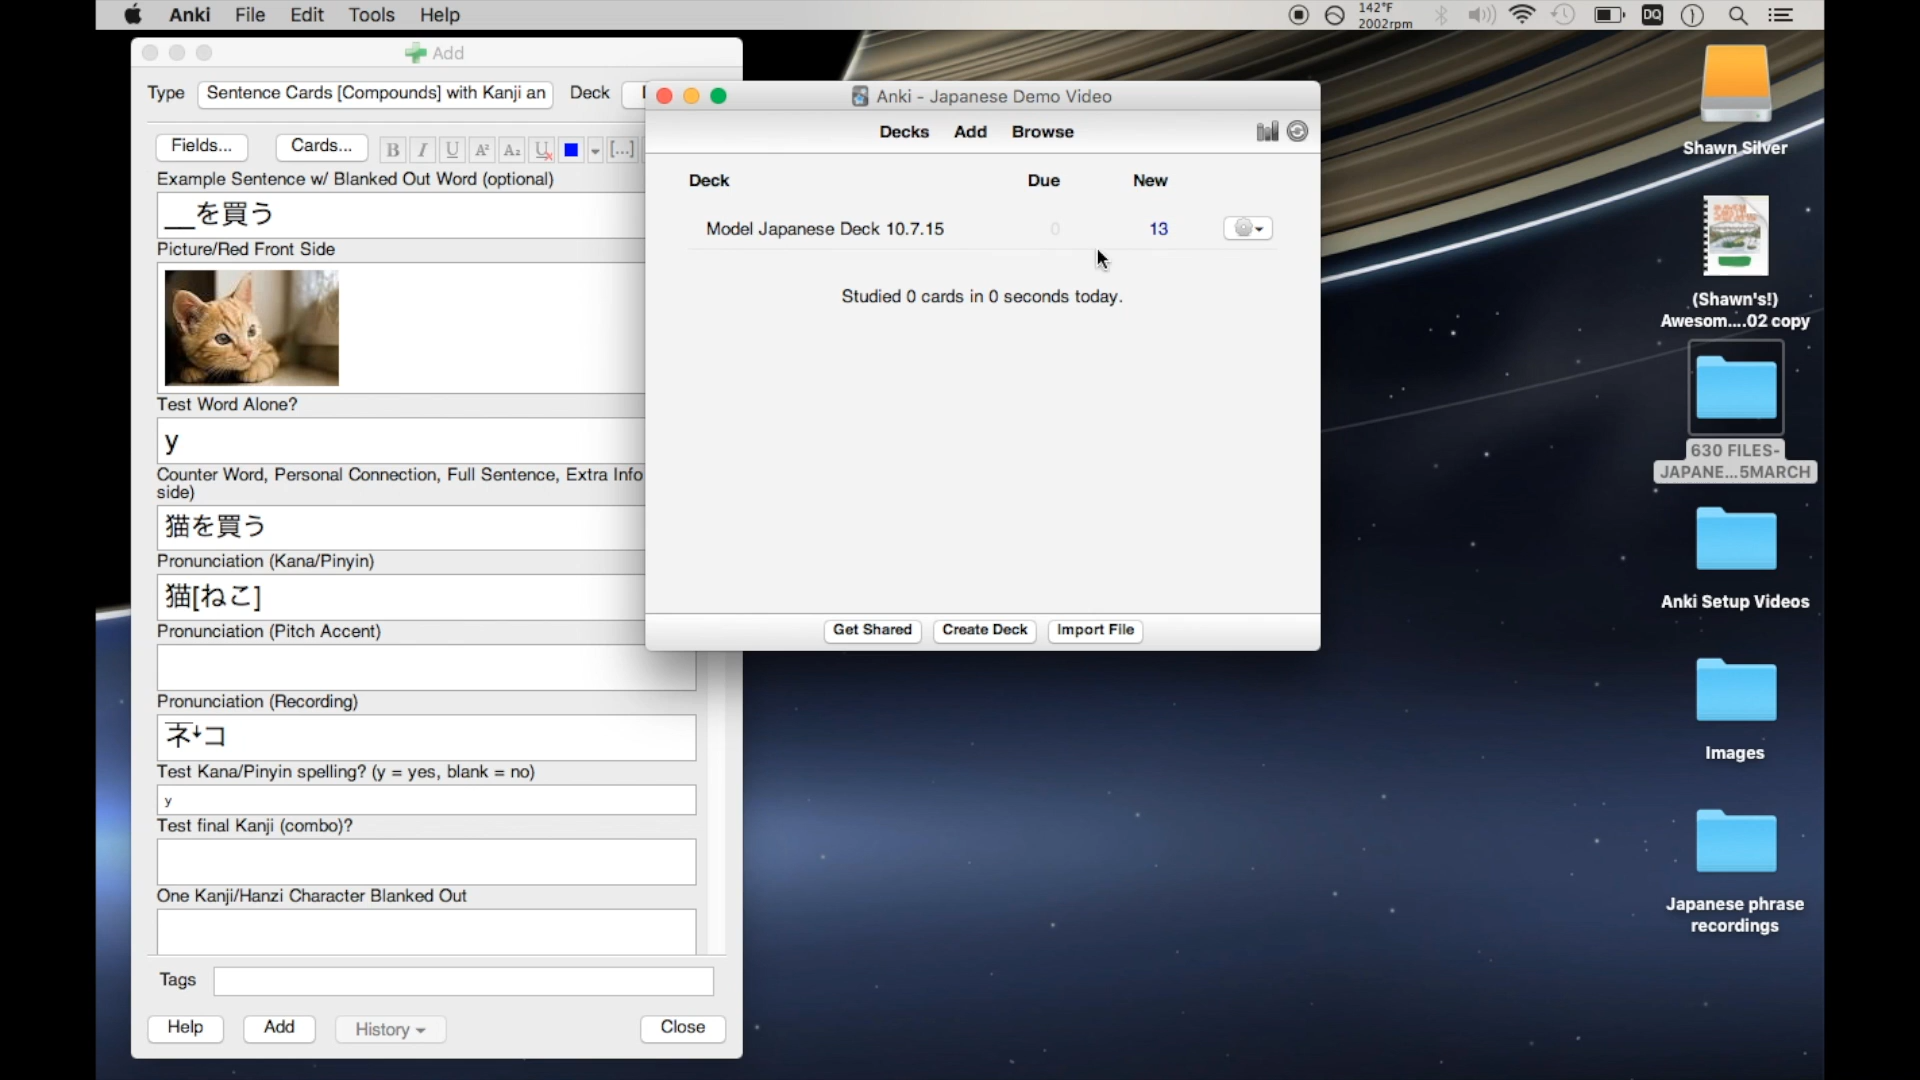 Anki File Edit Tools Help
142°F
2002rpm
DQ
Add
Type Sentence Cards [Compounds] with Kanji an Deck
Fields... Cards... B I U A² A₂ U [...]
Example Sentence w/ Blanked Out Word (optional)
__を買う
Picture/Red Front Side
Test Word Alone?
y
Counter Word, Personal Connection, Full Sentence, Extra Info
side)
猫を買う
Pronunciation (Kana/Pinyin)
猫[ねこ]
Pronunciation (Pitch Accent)
Pronunciation (Recording)
ネꜜコ
Test Kana/Pinyin spelling? (y = yes, blank = no)
y
Test final Kanji (combo)?
One Kanji/Hanzi Character Blanked Out
Tags
Help Add History Close
Anki - Japanese Demo Video
Decks Add Browse
Deck Due New
Model Japanese Deck 10.7.15 0 13
Studied 0 cards in 0 seconds today.
Get Shared Create Deck Import File
Shawn Silver
(Shawn's!)
Awesom....02 copy
630 FILES-
JAPANE...5MARCH
Anki Setup Videos
Images
Japanese phrase
recordings